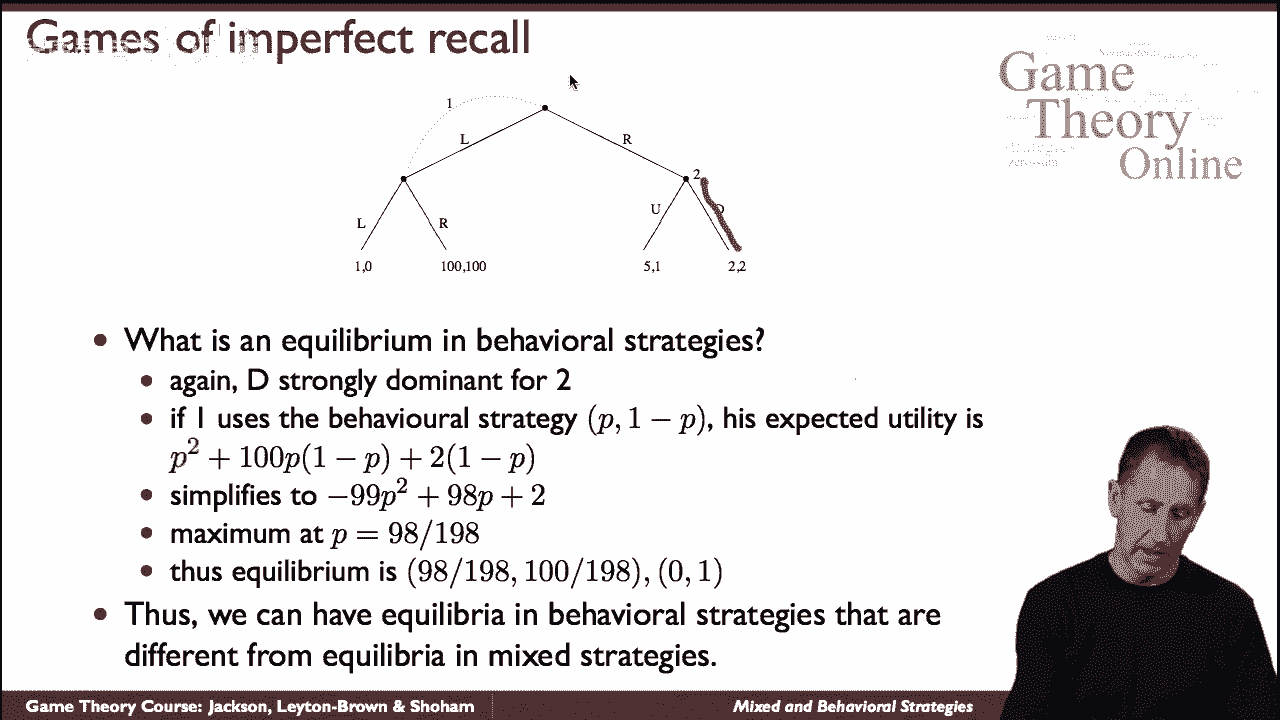 Games of imperfect recall
Game
Theory
Online
1
L
R
2
L
R
U
D
1,0
100,100
5,1
2,2
• What is an equilibrium in behavioral strategies?
• again, D strongly dominant for 2
• if 1 uses the behavioural strategy (p, 1 − p), his expected utility is
p² + 100p(1 − p) + 2(1 − p)
• simplifies to −99p² + 98p + 2
• maximum at p = 98/198
• thus equilibrium is (98/198, 100/198), (0, 1)
• Thus, we can have equilibria in behavioral strategies that are
different from equilibria in mixed strategies.
Game Theory Course: Jackson, Leyton-Brown & Shoham
Mixed and Behavioral Strategies